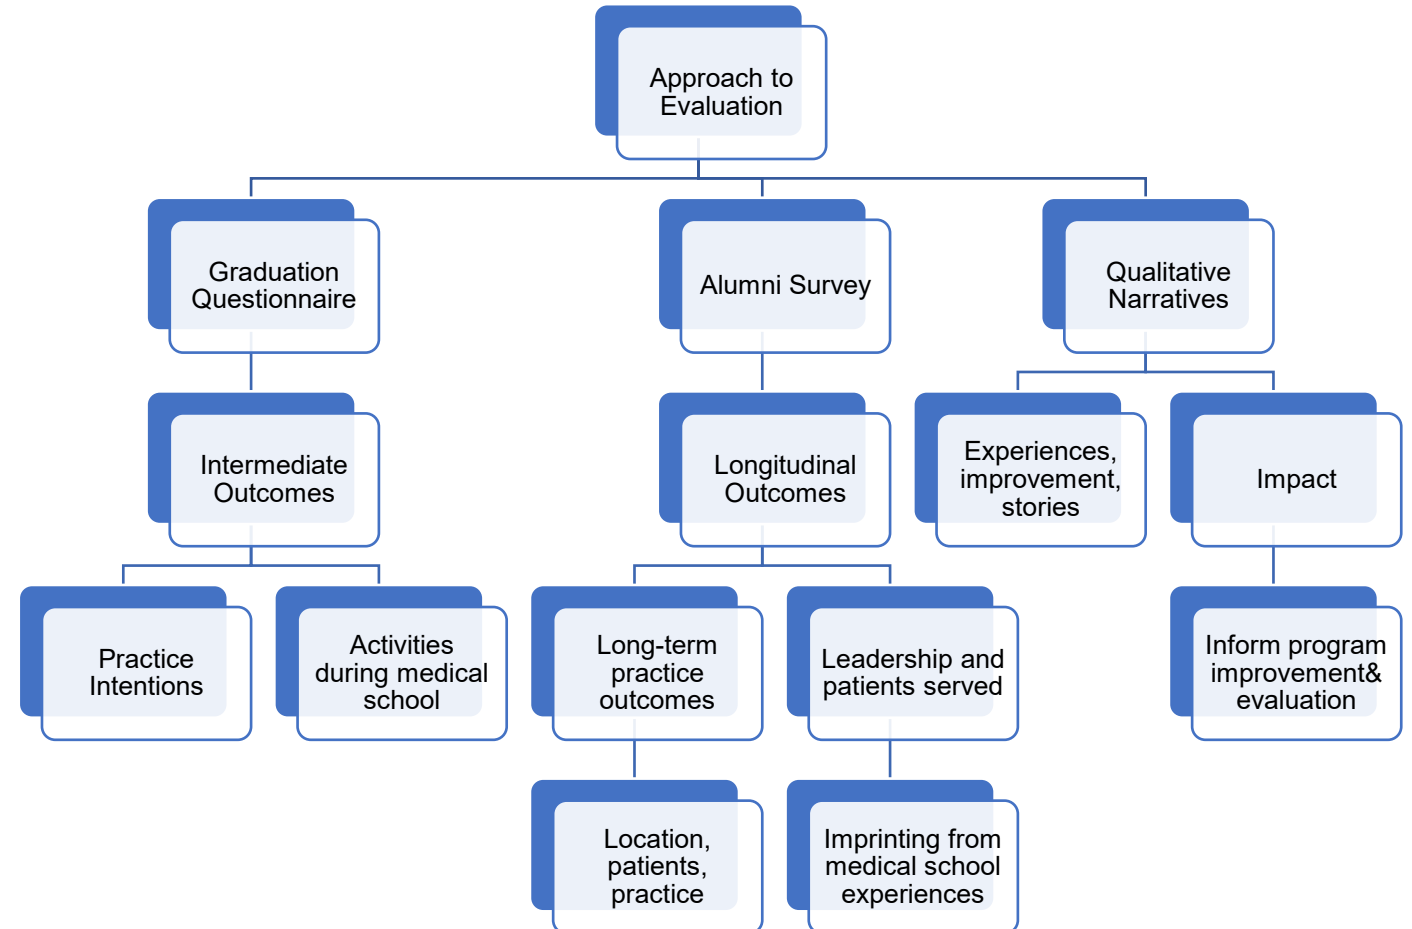 Approach to
Evaluation
Graduation
Questionnaire
Alumni Survey
Qualitative
Narratives
Intermediate
Outcomes
Longitudinal
Outcomes
Experiences,
improvement,
stories
Impact
Practice
Intentions
Activities
during medical
school
Long-term
practice
outcomes
Leadership and
patients served
Inform program
improvement&
evaluation
Location,
patients,
practice
Imprinting from
medical school
experiences